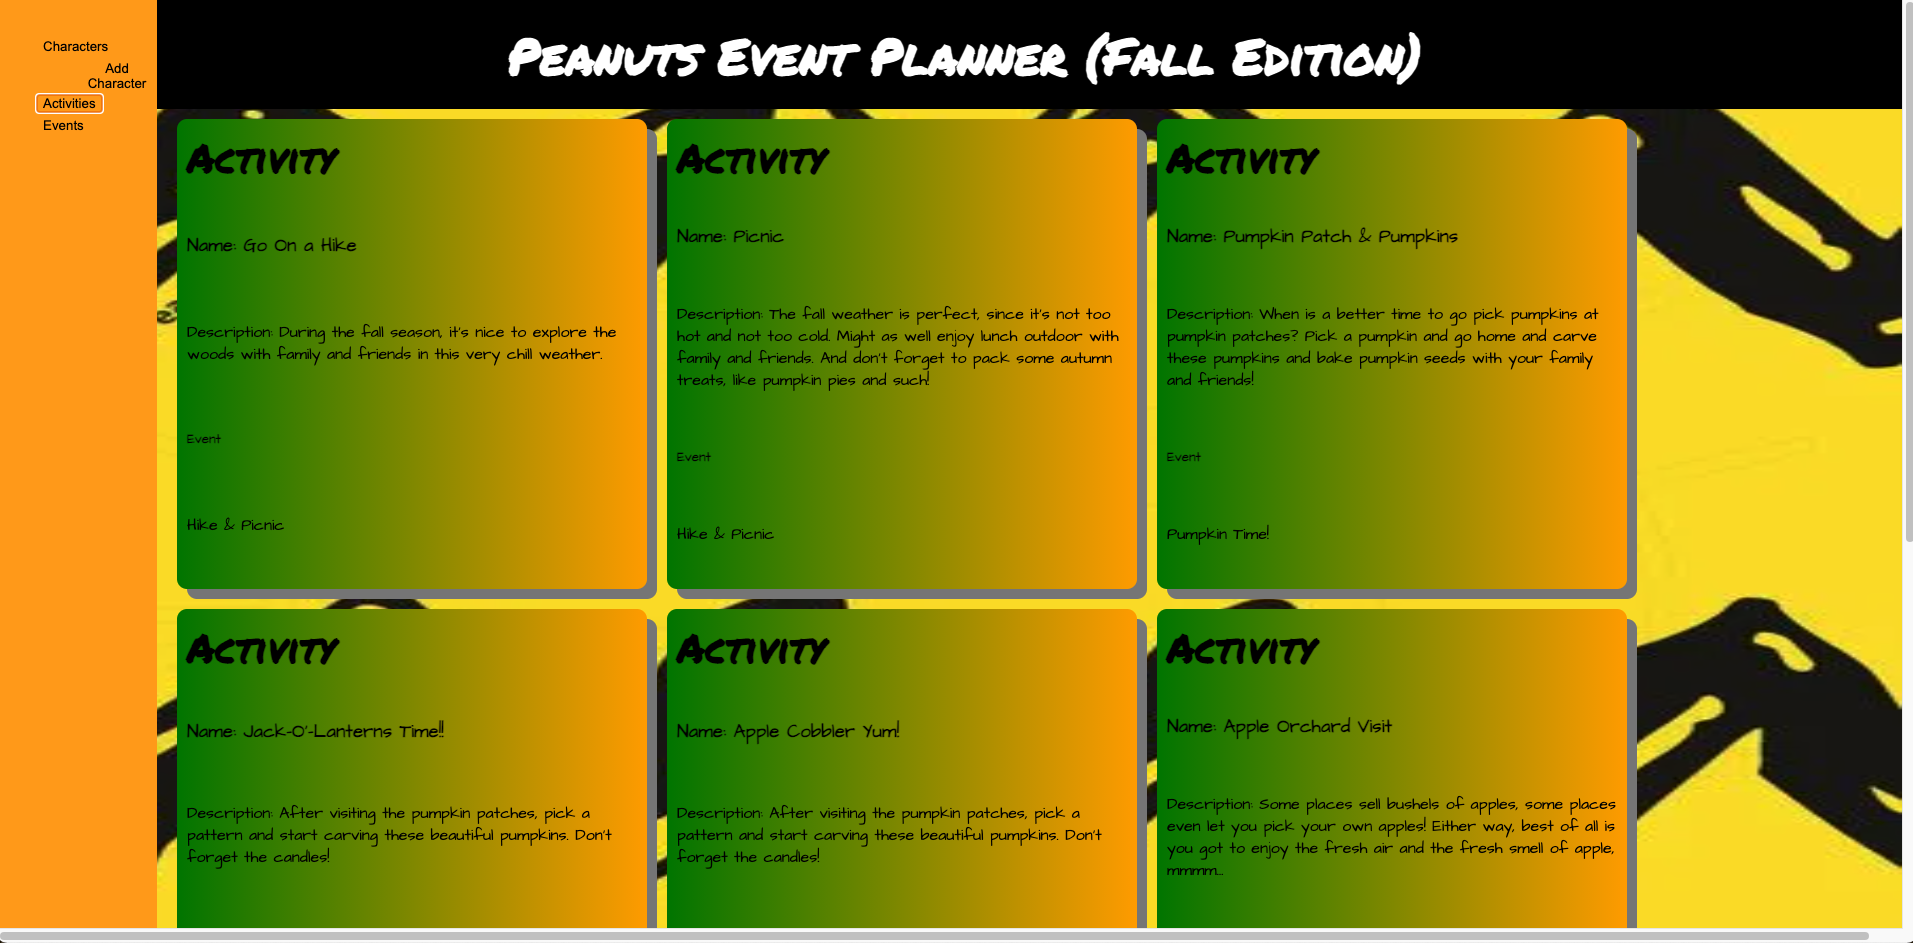 Characters
Add
Character
Activities
Events
Peanuts Event Planner (Fall Edition)
Activity
Name: Go On a Hike
Description: During the fall season, it's nice to explore the
woods with family and friends in this very chill weather.
Event
Hike & Picnic
Activity
Name: Picnic
Description: The fall weather is perfect, since it's not too
hot and not too cold. Might as well enjoy lunch outdoor with
family and friends. And don't forget to pack some autumn
treats, like pumpkin pies and such!
Event
Hike & Picnic
Activity
Name: Pumpkin Patch & Pumpkins
Description: When is a better time to go pick pumpkins at
pumpkin patches? Pick a pumpkin and go home and carve
these pumpkins and bake pumpkin seeds with your family
and friends!
Event
Pumpkin Time!
Activity
Name: Jack-O'-Lanterns Time!!
Description: After visiting the pumpkin patches, pick a
pattern and start carving these beautiful pumpkins. Don't
forget the candles!
Activity
Name: Apple Cobbler Yum!
Description: After visiting the pumpkin patches, pick a
pattern and start carving these beautiful pumpkins. Don't
forget the candles!
Activity
Name: Apple Orchard Visit
Description: Some places sell bushels of apples, some places
even let you pick your own apples! Either way, best of all is
you got to enjoy the fresh air and the fresh smell of apple,
mmmm...